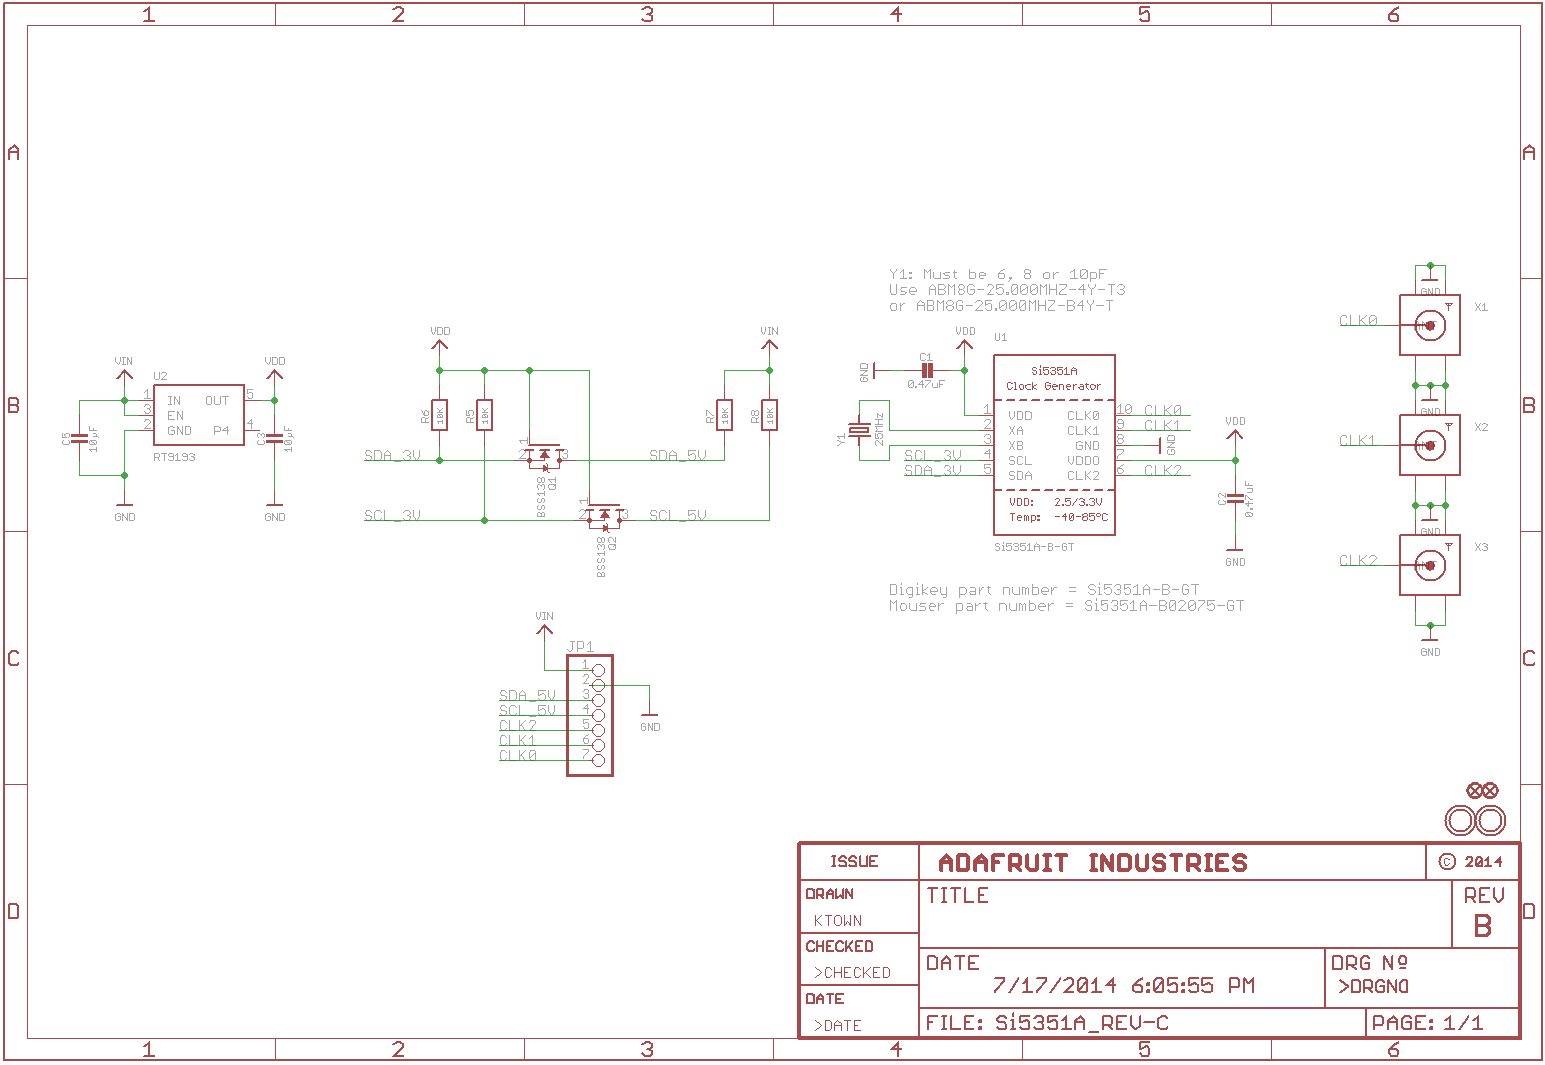 1 2 3 4 5 6
A A
B B
C C
D D
Y1: Must be 6, 8 or 10pF
Use ABM8G-25.000MHZ-4Y-T3
or ABM8G-25.000MHZ-B4Y-T
VIN
VDD
U2
1 IN OUT 5
3 EN
2 GND P4 4
RT9193
C5
10µF
C3
10µF
GND
GND
VDD
VIN
R6
10K
R5
10K
R7
10K
R8
10K
SDA_3V
SDA_5V
1
2
3
BSS138
Q1
SCL_3V
SCL_5V
1
2
3
BSS138
Q2
VIN
JP1
1
2
SDA_5V 3
SCL_5V 4
CLK2 5
CLK1 6
CLK0 7
GND
VDD
U1
GND
C1
0.47uF
Si5351A
Clock Generator
1 VDD CLK0 10 CLK0
2 XA CLK1 9 CLK1
3 XB GND 8 GND
SCL_3V 4 SCL VDDO 7
SDA_3V 5 SDA CLK2 6 CLK2
Y1
25MHz
VDD: 2.5/3.3V
Temp: -40-85°C
Si5351A-B-GT
VDD
C2
0.47uF
GND
Digikey part number = Si5351A-B-GT
Mouser part number = Si5351A-B02075-GT
GND
CLK0
X1
GND
CLK1
X2
GND
CLK2
X3
GND
ISSUE
ADAFRUIT INDUSTRIES
© 2014
DRAWN
KTOWN
TITLE
REV
B
CHECKED
>CHECKED
DATE
7/17/2014 6:05:55 PM
DRG Nº
>DRGNO
DATE
>DATE
FILE: Si5351A_REV-C
PAGE: 1/1
1 2 3 4 5 6